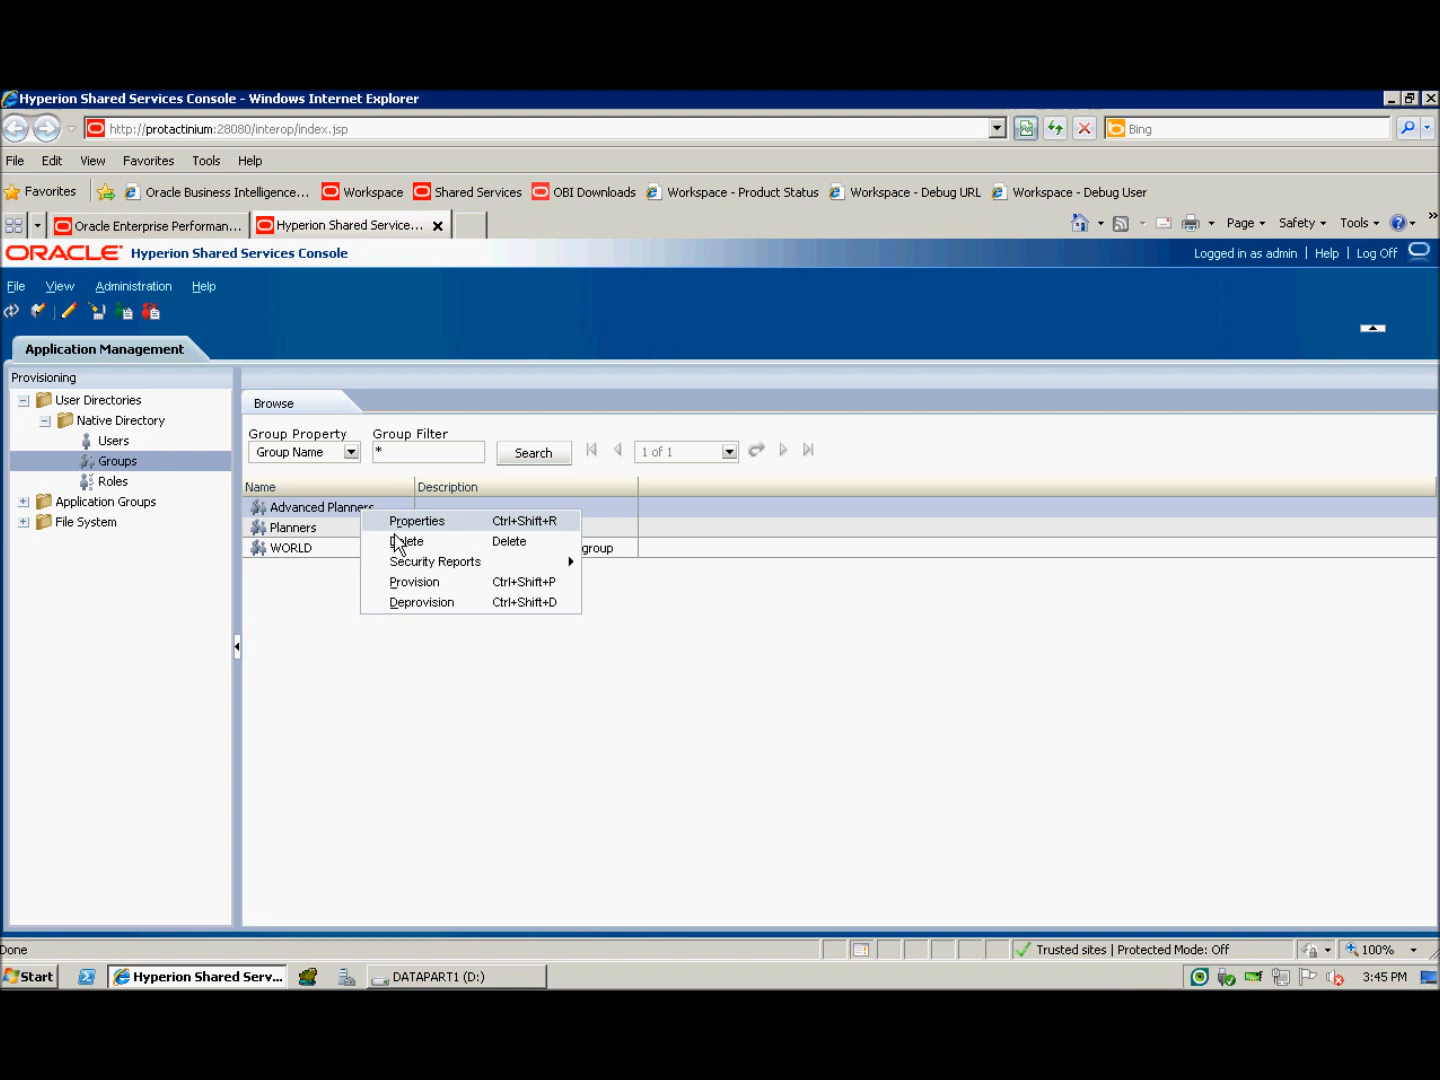 Hyperion Shared Services Console - Windows Internet Explorer
http://protactinium:28080/interop/index.jsp
Bing
File Edit View Favorites Tools Help
Favorites Oracle Business Intelligence... Workspace Shared Services OBI Downloads Workspace - Product Status Workspace - Debug URL Workspace - Debug User
Oracle Enterprise Performan... Hyperion Shared Service... Page Safety Tools
ORACLE Hyperion Shared Services Console Logged in as admin | Help | Log Off
File View Administration Help
Application Management
Provisioning
User Directories
Native Directory
Users
Groups
Roles
Application Groups
File System
Browse
Group Property Group Filter
Group Name * Search 1 of 1
Name Description
Advanced Planners
Planners
WORLD group
Properties Ctrl+Shift+R
Delete Delete
Security Reports
Provision Ctrl+Shift+P
Deprovision Ctrl+Shift+D
Done Trusted sites | Protected Mode: Off 100%
Start Hyperion Shared Serv... DATAPART1 (D:) 3:45 PM